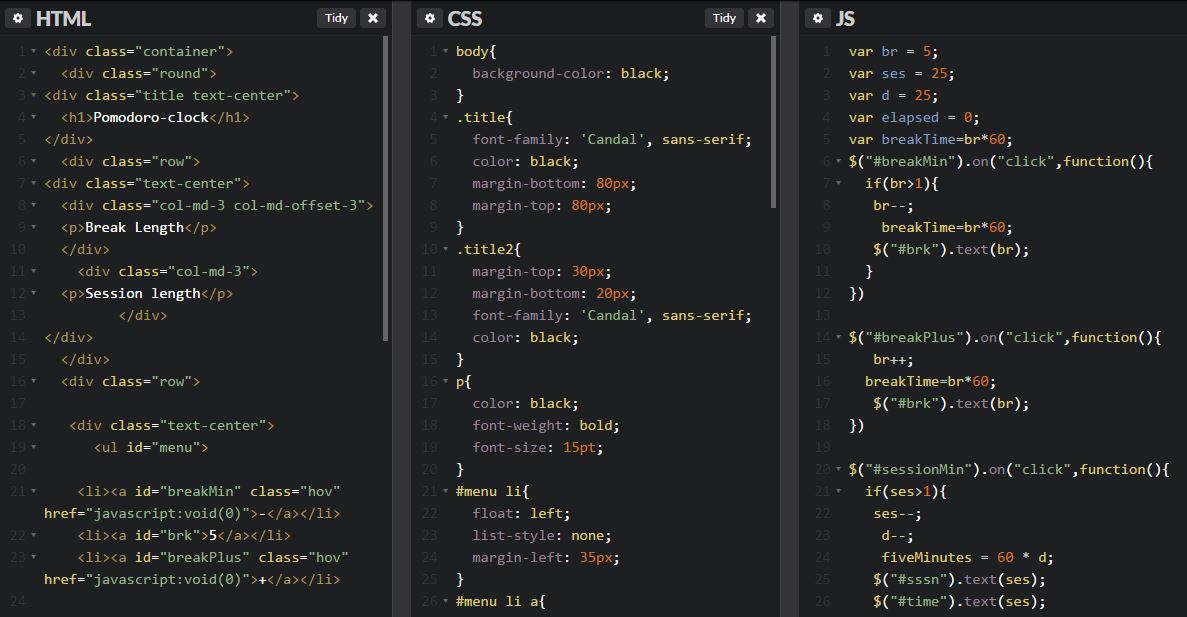 HTML
Tidy
1 <div class="container">
2 <div class="round">
3 <div class="title text-center">
4 <h1>Pomodoro-clock</h1>
5 </div>
6 <div class="row">
7 <div class="text-center">
8 <div class="col-md-3 col-md-offset-3">
9 <p>Break Length</p>
10 </div>
11 <div class="col-md-3">
12 <p>Session length</p>
13 </div>
14 </div>
15 </div>
16 <div class="row">
17
18 <div class="text-center">
19 <ul id="menu">
20
21 <li><a id="breakMin" class="hov"
href="javascript:void(0)">-</a></li>
22 <li><a id="brk">5</a></li>
23 <li><a id="breakPlus" class="hov"
href="javascript:void(0)">+</a></li>
24
CSS
Tidy
1 body{
2 background-color: black;
3 }
4 .title{
5 font-family: 'Candal', sans-serif;
6 color: black;
7 margin-bottom: 80px;
8 margin-top: 80px;
9 }
10 .title2{
11 margin-top: 30px;
12 margin-bottom: 20px;
13 font-family: 'Candal', sans-serif;
14 color: black;
15 }
16 p{
17 color: black;
18 font-weight: bold;
19 font-size: 15pt;
20 }
21 #menu li{
22 float: left;
23 list-style: none;
24 margin-left: 35px;
25 }
26 #menu li a{
JS
1 var br = 5;
2 var ses = 25;
3 var d = 25;
4 var elapsed = 0;
5 var breakTime=br*60;
6 $("#breakMin").on("click",function(){
7 if(br>1){
8 br--;
9 breakTime=br*60;
10 $("#brk").text(br);
11 }
12 })
13
14 $("#breakPlus").on("click",function(){
15 br++;
16 breakTime=br*60;
17 $("#brk").text(br);
18 })
19
20 $("#sessionMin").on("click",function(){
21 if(ses>1){
22 ses--;
23 d--;
24 fiveMinutes = 60 * d;
25 $("#sssn").text(ses);
26 $("#time").text(ses);